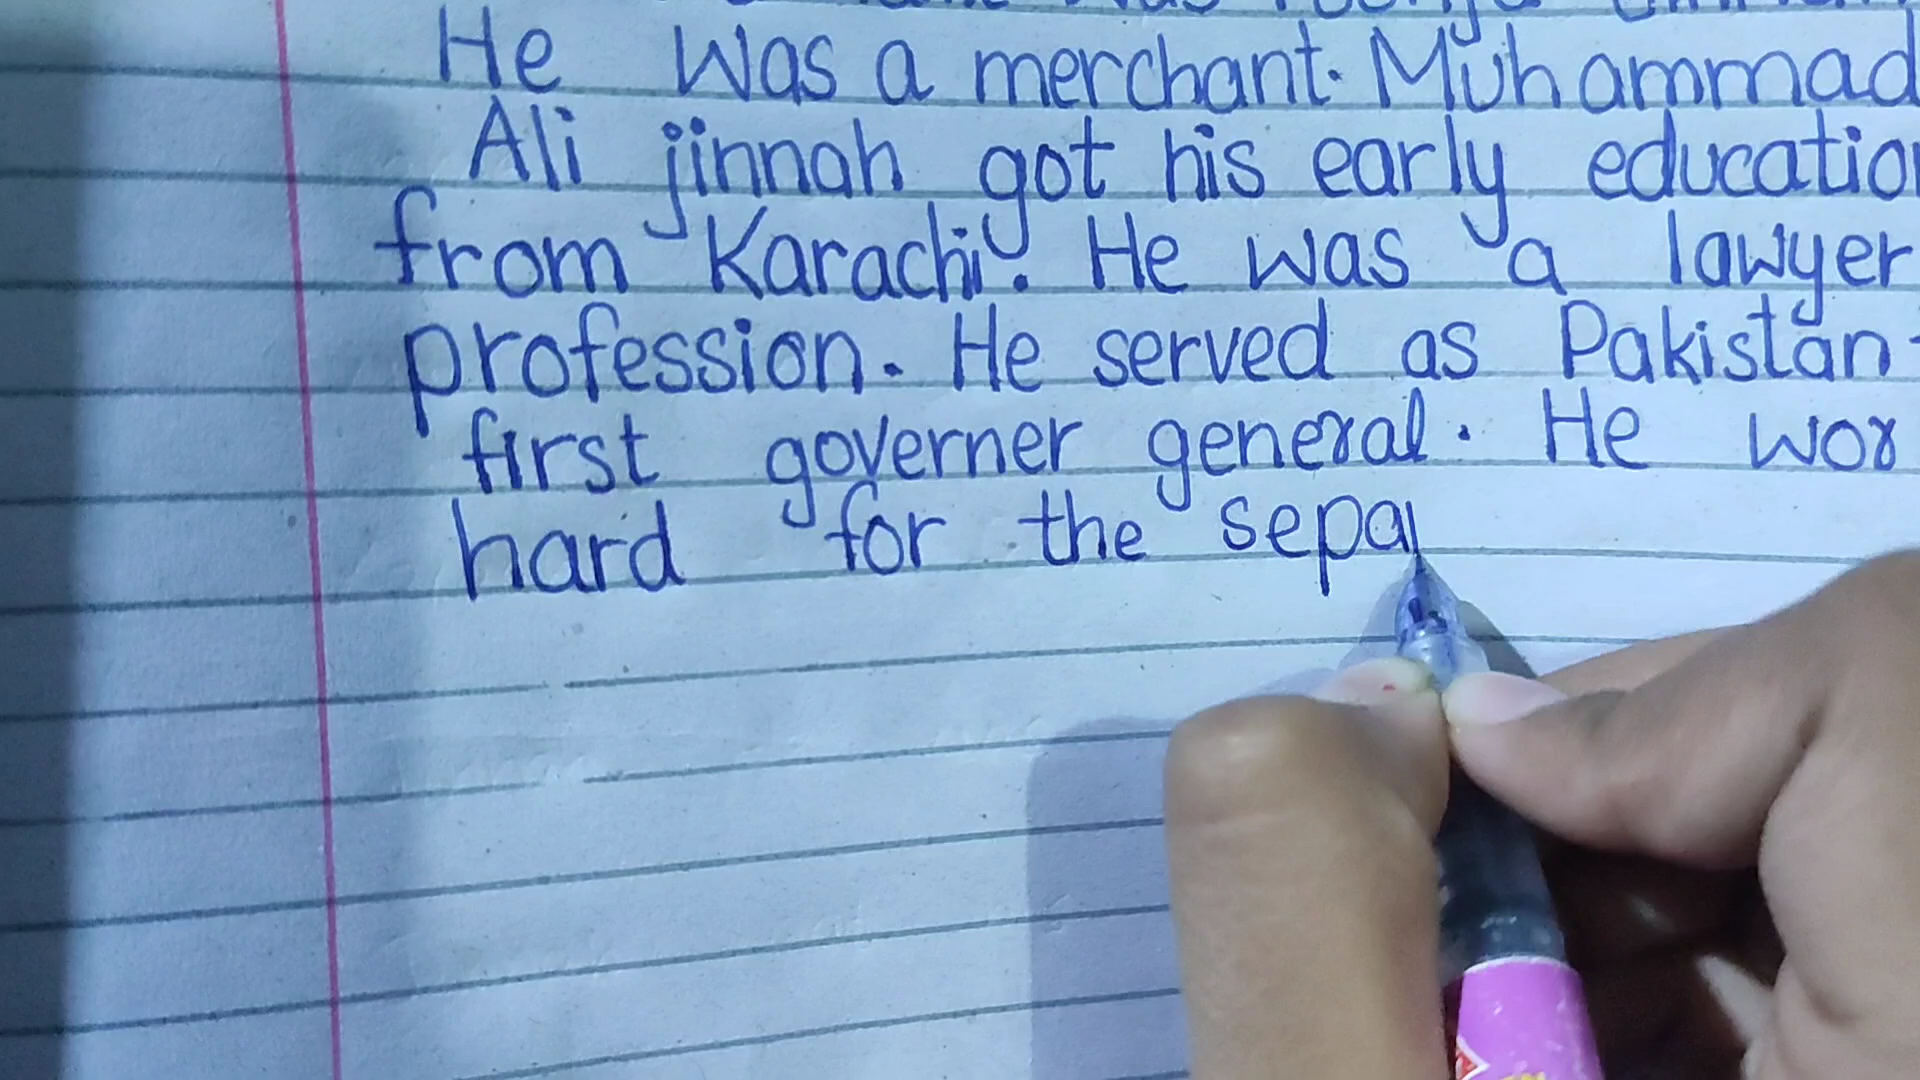 He was a merchant. Muhammad
Ali jinnah got his early educatio
from Karachi. He was a lawyer
profession. He served as Pakistan
first governer general. He wor
hard for the sepa